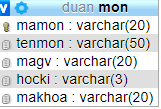 duan mon
mamon : varchar(20)
tenmon : varchar(50)
magv : varchar(20)
hocki : varchar(3)
makhoa : varchar(20)